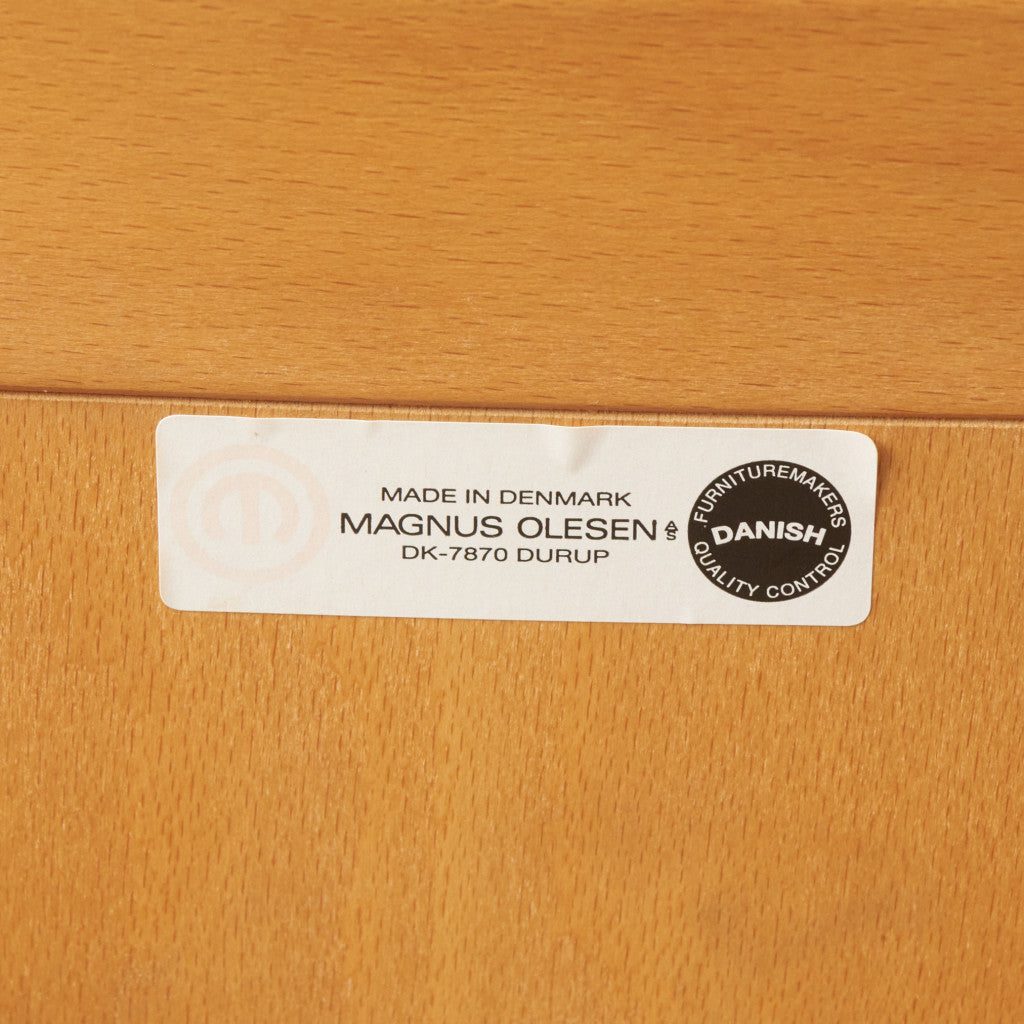 MADE IN DENMARK
MAGNUS OLESEN A/S
DK-7870 DURUP
FURNITUREMAKERS
DANISH
QUALITY CONTROL